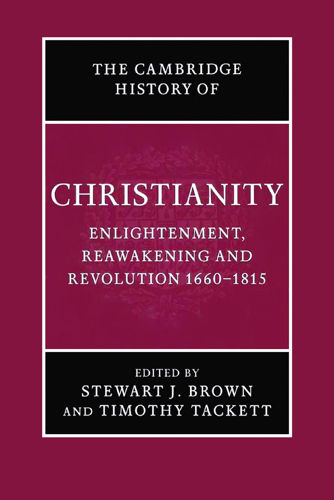 THE CAMBRIDGE
HISTORY OF
CHRISTIANITY
ENLIGHTENMENT,
REAWAKENING AND
REVOLUTION 1660–1815
EDITED BY
STEWART J. BROWN
AND TIMOTHY TACKETT